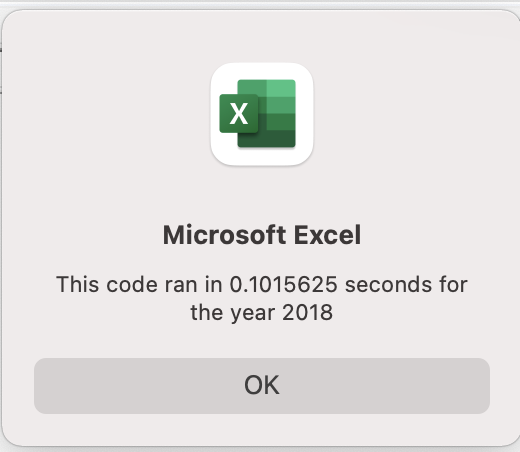 X
Microsoft Excel
This code ran in 0.1015625 seconds for
the year 2018
OK